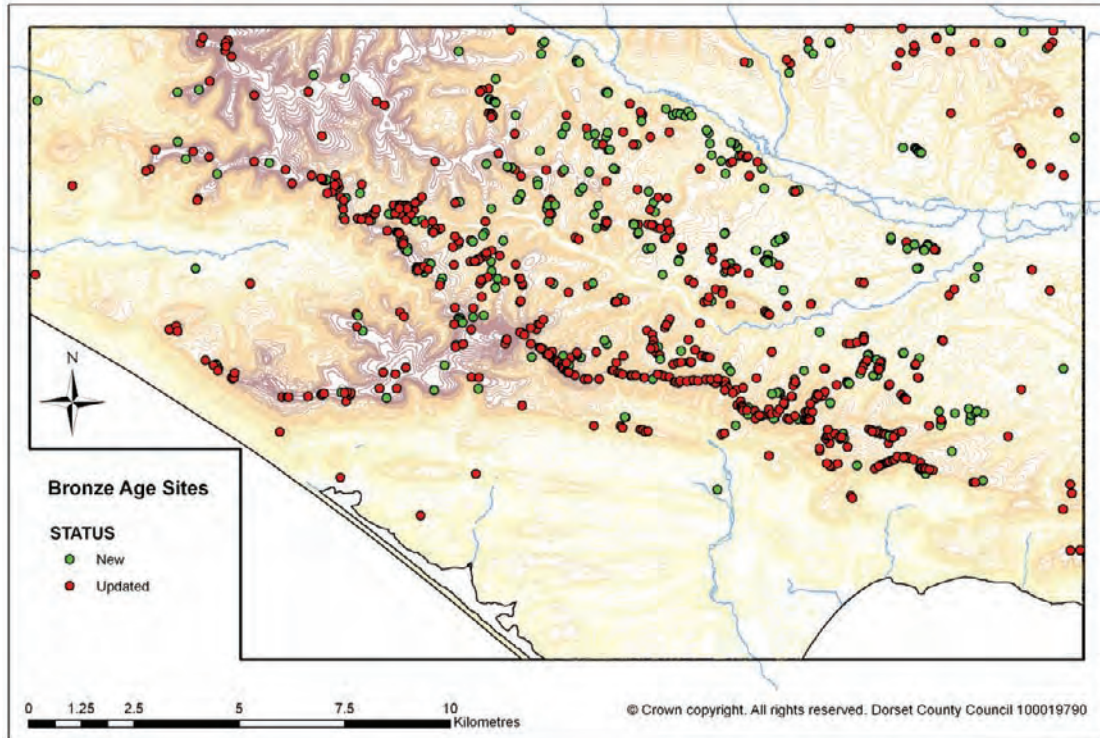 N
Bronze Age Sites
STATUS
New
Updated
0 1.25 2.5 5 7.5 10
Kilometres
© Crown copyright. All rights reserved. Dorset County Council 100019790